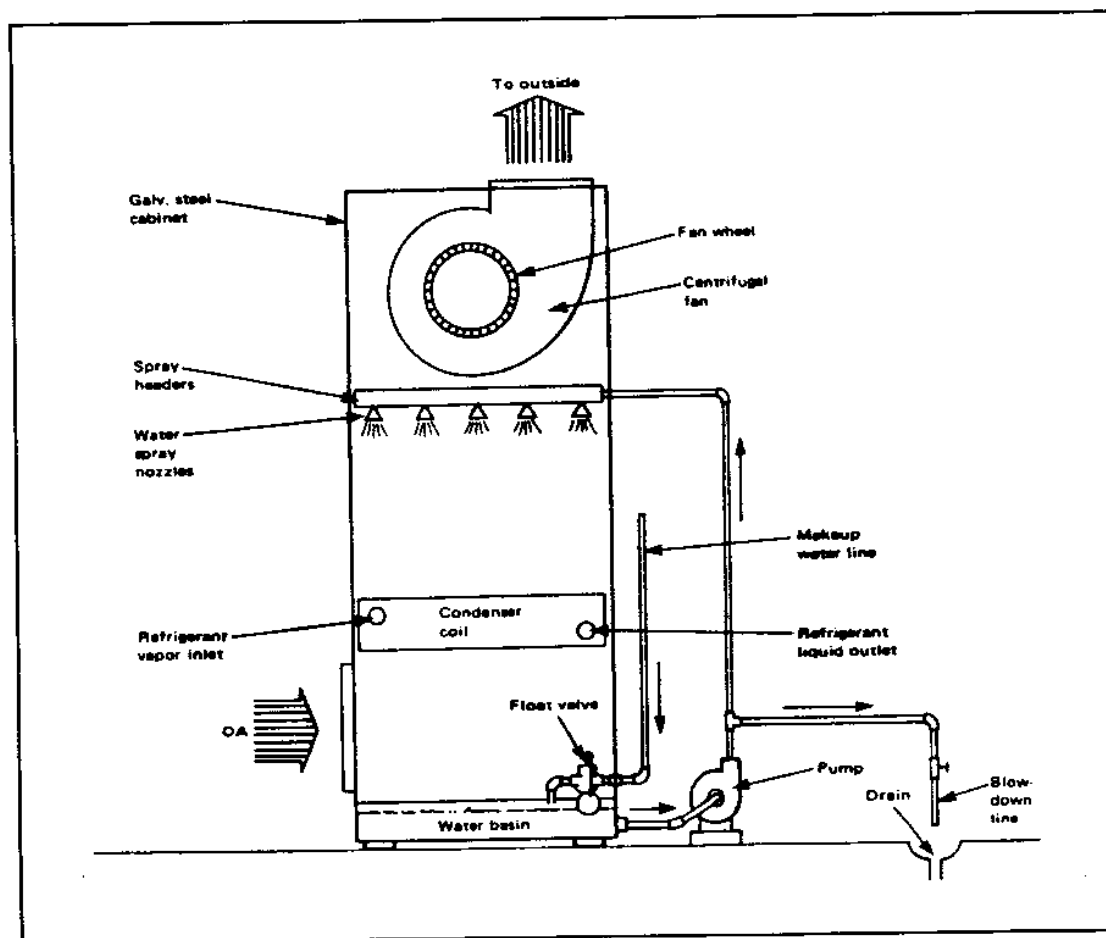 To outside
Galv. steel
cabinet
Fan wheel
Centrifugal
fan
Spray
headers
Water
spray
nozzles
Makeup
water line
Condenser
coil
Refrigerant
vapor inlet
Refrigerant
liquid outlet
Float valve
OA
Pump
Drain
Blow-
down
line
Water basin